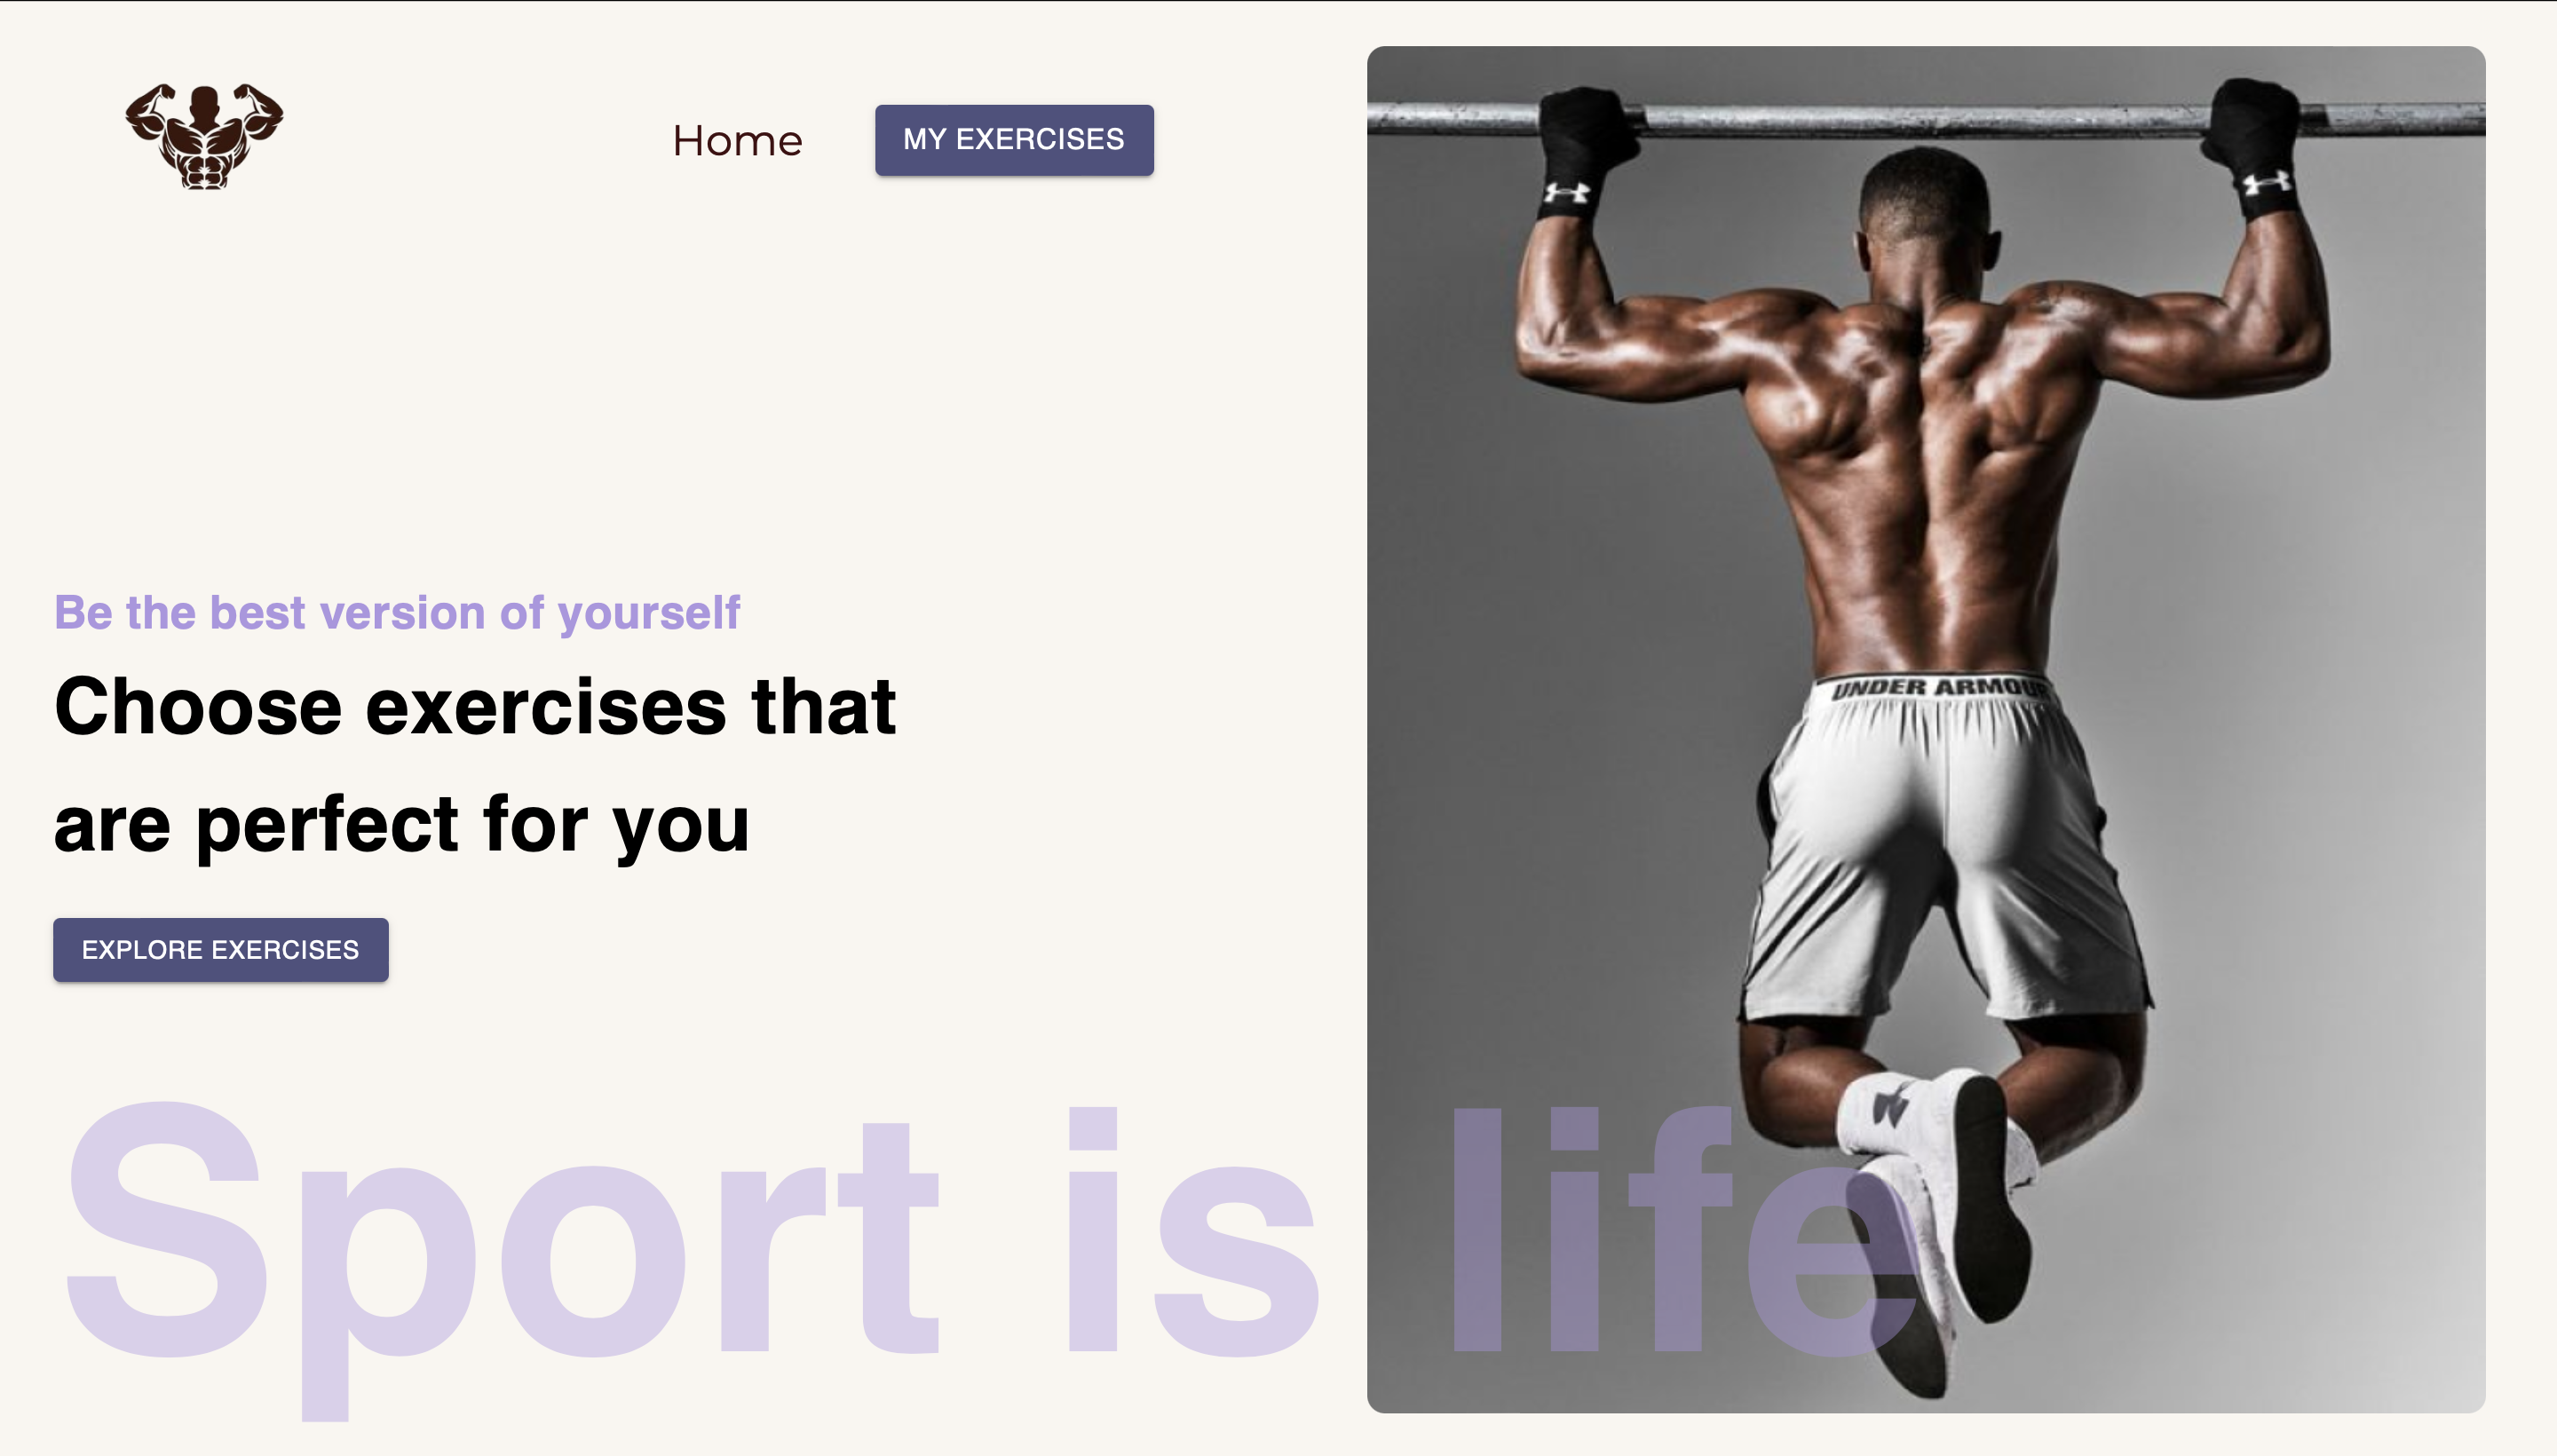 Home
MY EXERCISES
Be the best version of yourself
Choose exercises that
are perfect for you
EXPLORE EXERCISES
Sport is life
UNDER ARMOUR